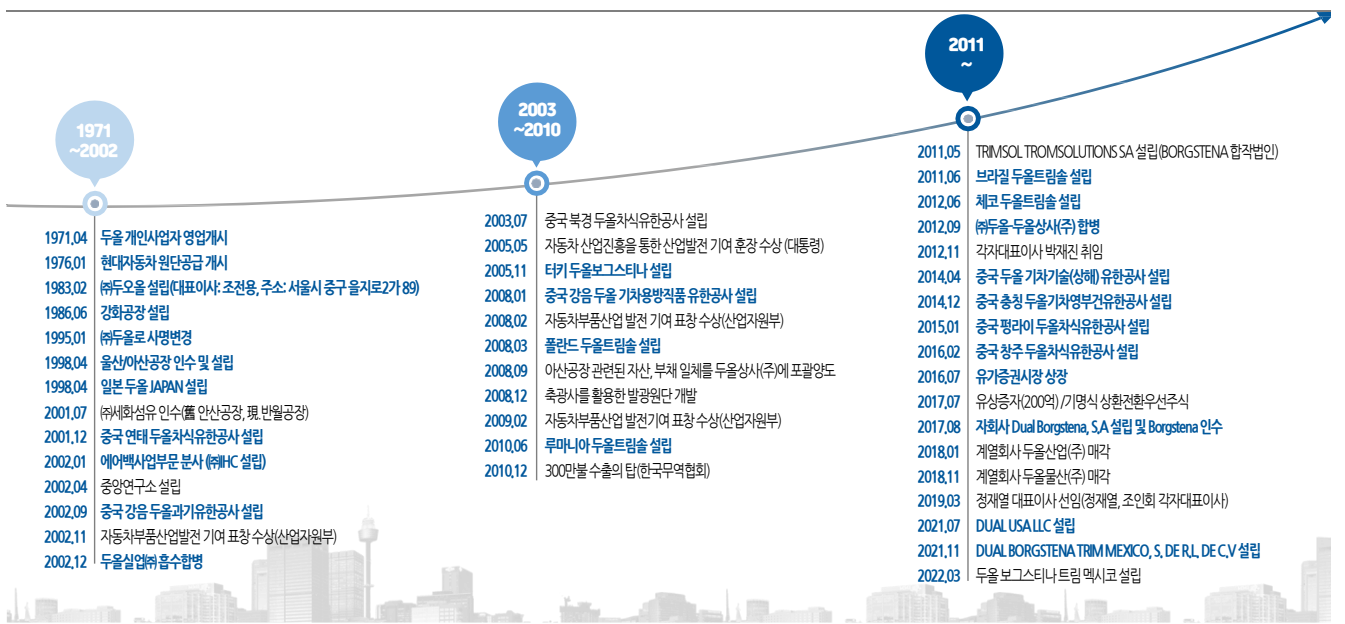 1971
~2002
1971.04 두올 개인사업자 영업개시
1976.01 현대자동차 원단공급 개시
1983.02 ㈜두오올 설립(대표이사: 조전용, 주소: 서울시 중구 을지로2가 89)
1986.06 강화공장 설립
1995.01 ㈜두올로 사명변경
1998.04 울산/아산공장 인수 및 설립
1998.04 일본 두올 JAPAN 설립
2001.07 ㈜세화섬유 인수(舊 안산공장, 現.반월공장)
2001.12 중국 연태 두올차식유한공사 설립
2002.01 에어백사업부문 분사 (㈜IHC 설립)
2002.04 중앙연구소 설립
2002.09 중국 강음 두올과기유한공사 설립
2002.11 자동차부품산업발전 기여 표창 수상(산업자원부)
2002.12 두올실업㈜ 흡수합병
2003
~2010
2003.07 중국 북경 두올차식유한공사 설립
2005.05 자동차 산업진흥을 통한 산업발전 기여 훈장 수상 (대통령)
2005.11 터키 두올보그스티나 설립
2008.01 중국 강음 두올 기차용방직품 유한공사 설립
2008.02 자동차부품산업 발전 기여 표창 수상(산업자원부)
2008.03 폴란드 두올트림솔 설립
2008.09 아산공장 관련된 자산, 부채 일체를 두올상사(주)에 포괄양도
2008.12 축광사를 활용한 발광원단 개발
2009.02 자동차부품산업 발전기여 표창 수상(산업자원부)
2010.06 루마니아 두올트림솔 설립
2010.12 300만불 수출의 탑(한국무역협회)
2011
~
2011.05 TRIMSOL TROMSOLUTIONS SA 설립(BORGSTENA 합작법인)
2011.06 브라질 두올트림솔 설립
2012.06 체코 두올트림솔 설립
2012.09 ㈜두올-두올상사(주) 합병
2012.11 각자대표이사 박재진 취임
2014.04 중국 두올 기차기술(상해) 유한공사 설립
2014.12 중국 충칭 두올기차영부건유한공사 설립
2015.01 중국 펑라이 두올차식유한공사 설립
2016.02 중국 창주 두올차식유한공사 설립
2016.07 유가증권시장 상장
2017.07 유상증자(200억) /기명식 상환전환우선주식
2017.08 자회사 Dual Borgstena, S,A 설립 및 Borgstena 인수
2018.01 계열회사 두올산업(주) 매각
2018.11 계열회사 두올물산(주) 매각
2019.03 정재열 대표이사 선임(정재열, 조인회 각자대표이사)
2021.07 DUAL USA LLC 설립
2021.11 DUAL BORGSTENA TRIM MEXICO, S, DE R,L, DE C,V 설립
2022.03 두올 보그스티나 트림 멕시코 설립